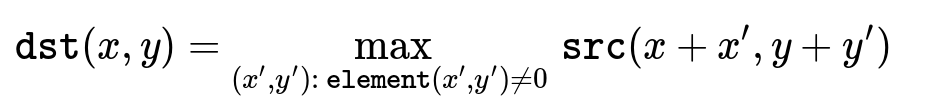 dst(x, y) = max src(x + x′, y + y′)
(x′,y′): element(x′,y′)≠0